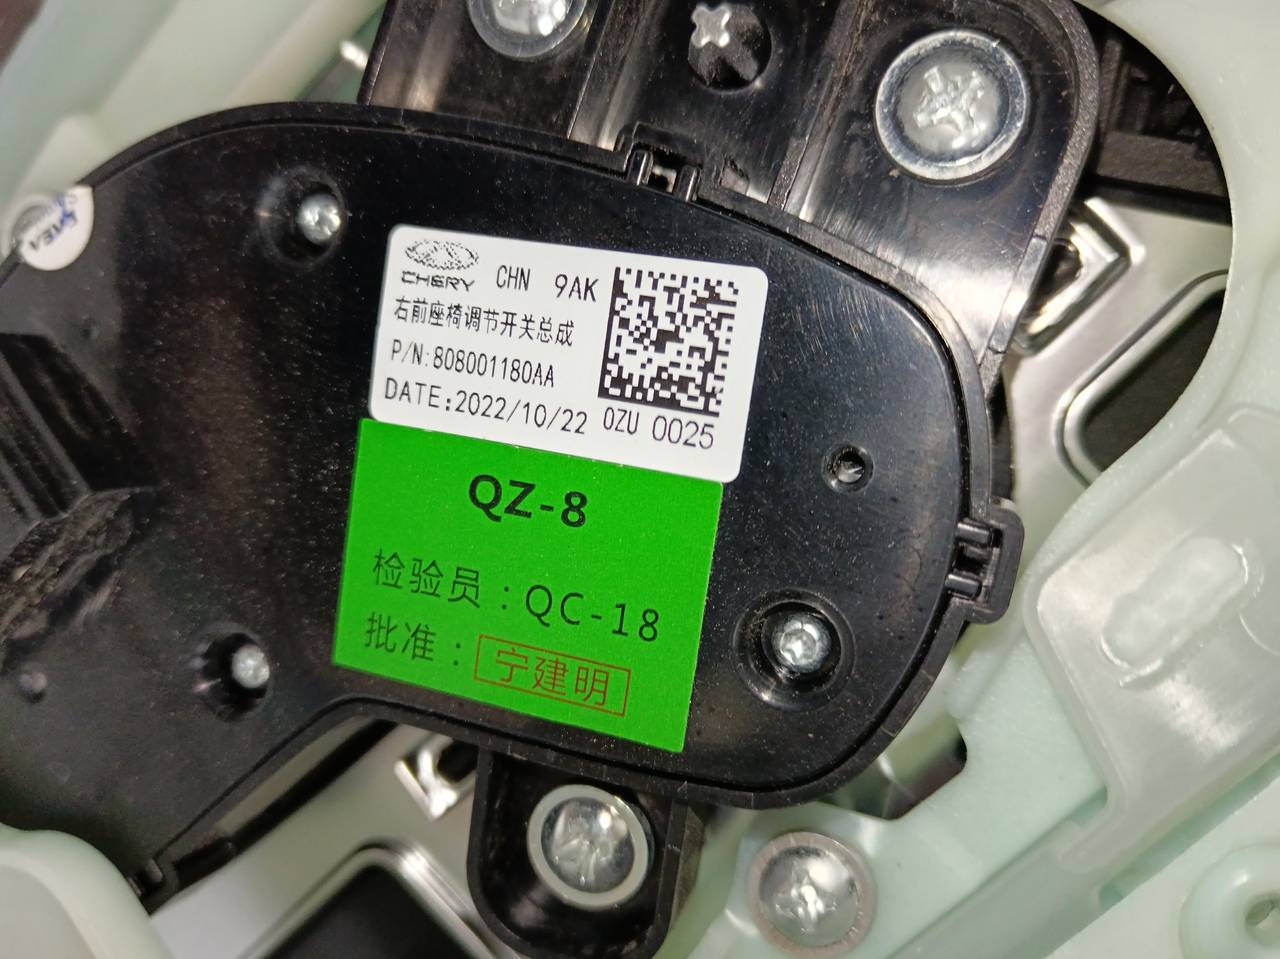 CHERY CHN 9AK
右前座椅调节开关总成
P/N:808001180AA
DATE:2022/10/22 0ZU 0025
QZ-8
检验员：QC-18
批准：宁建明